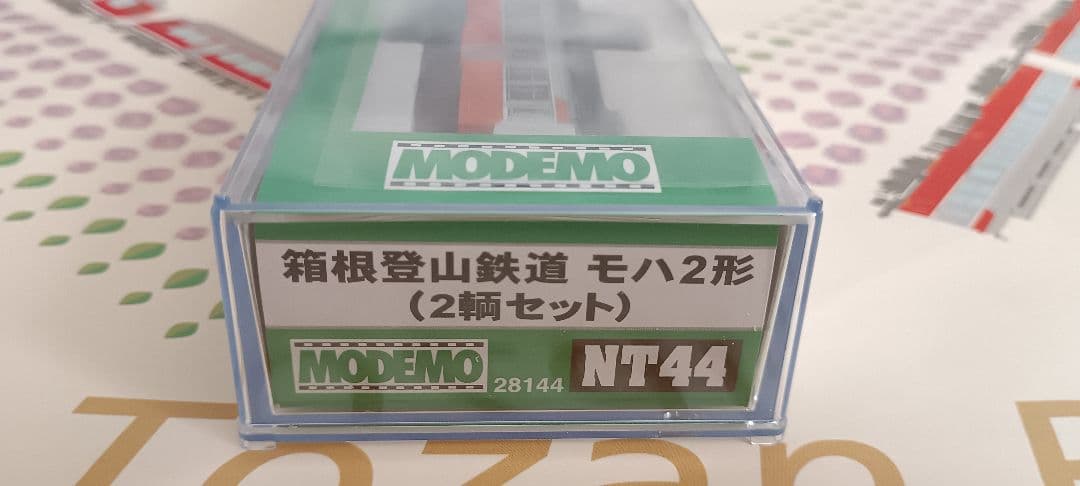 MODEMO
箱根登山鉄道 モハ2形
(2輌セット)
MODEMO 28144 NT44
Tozan